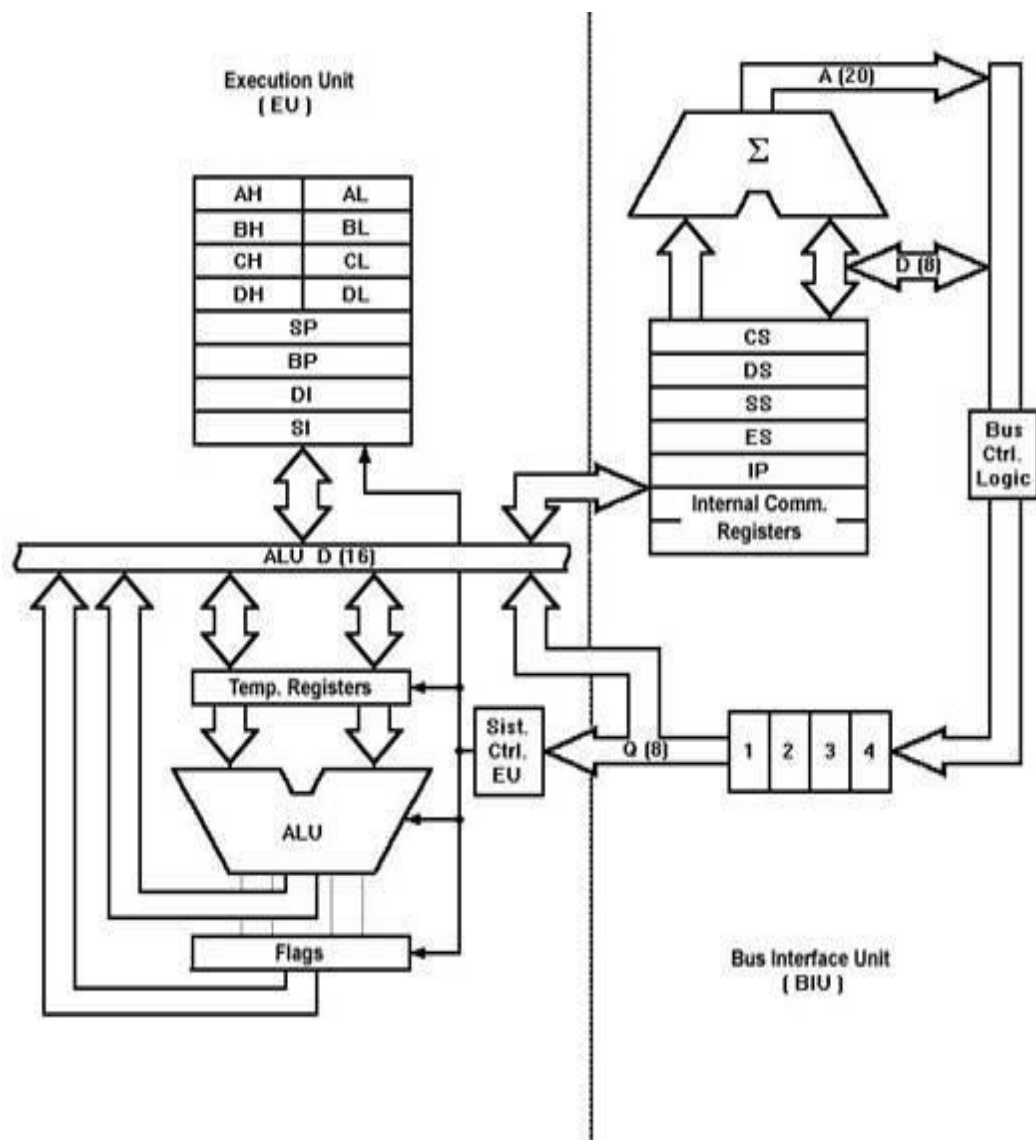 Execution Unit
( EU )
AH AL
BH BL
CH CL
DH DL
SP
BP
DI
SI
ALU D (16)
Temp. Registers
ALU
Flags
Sist.
Ctrl.
EU
A (20)
Σ
D (8)
CS
DS
SS
ES
IP
Internal Comm.
Registers
Bus
Ctrl.
Logic
Q (8)
1 2 3 4
Bus Interface Unit
( BIU )